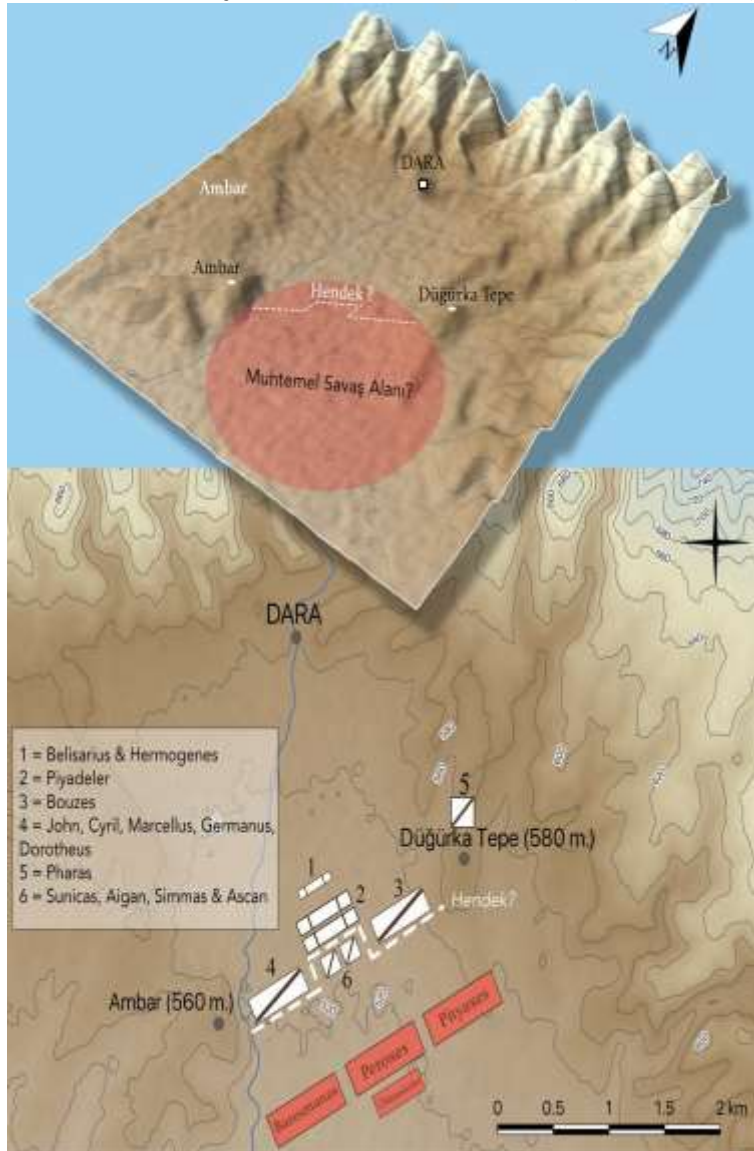 N
DARA
Ambar
Ambar
Hendek?
Düğürka Tepe
Muhtemel Savaş Alanı?
DARA
1 = Belisarius & Hermogenes
2 = Piyadeler
3 = Bouzes
4 = John, Cyril, Marcellus, Germanus,
Dorotheus
5 = Pharas
6 = Sunicas, Aigan, Simmas & Ascan
5
Düğürka Tepe (580 m.)
1
2
3
Hendek?
4
6
Ambar (560 m.)
Pityaxes
Peroses
0 0.5 1 1.5 2 km